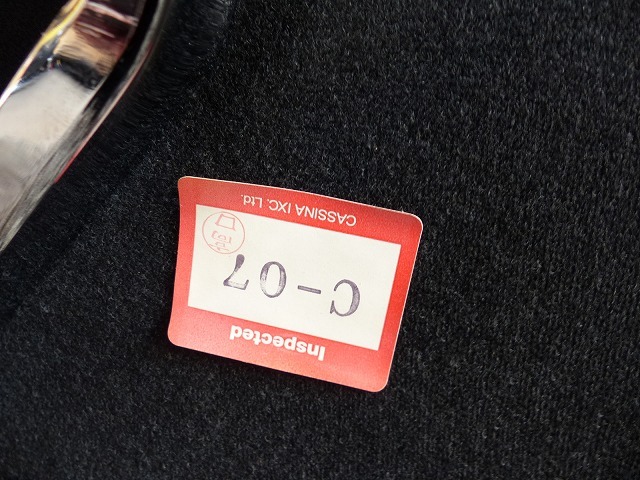 Inspected
C-07
CASSINA IXC. Ltd.